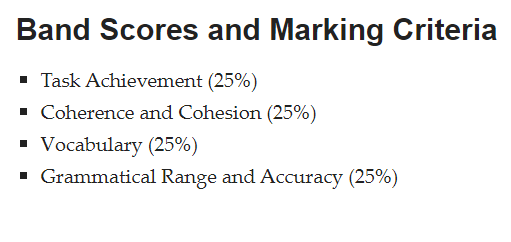 Band Scores and Marking Criteria
▪ Task Achievement (25%)
▪ Coherence and Cohesion (25%)
▪ Vocabulary (25%)
▪ Grammatical Range and Accuracy (25%)